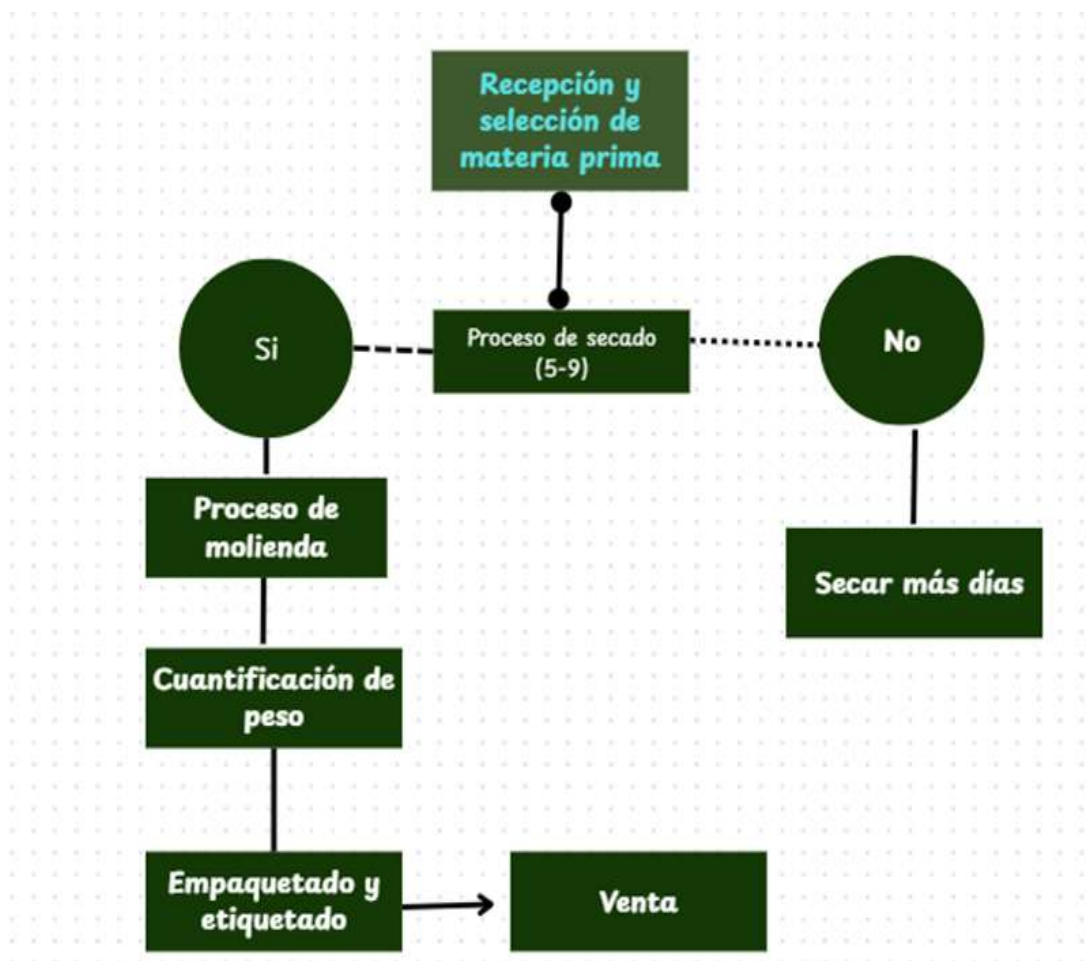 Recepción y
selección de
materia prima
Si
Proceso de secado
(5-9)
No
Proceso de
molienda
Secar más días
Cuantificación de
peso
Empaquetado y
etiquetado
Venta